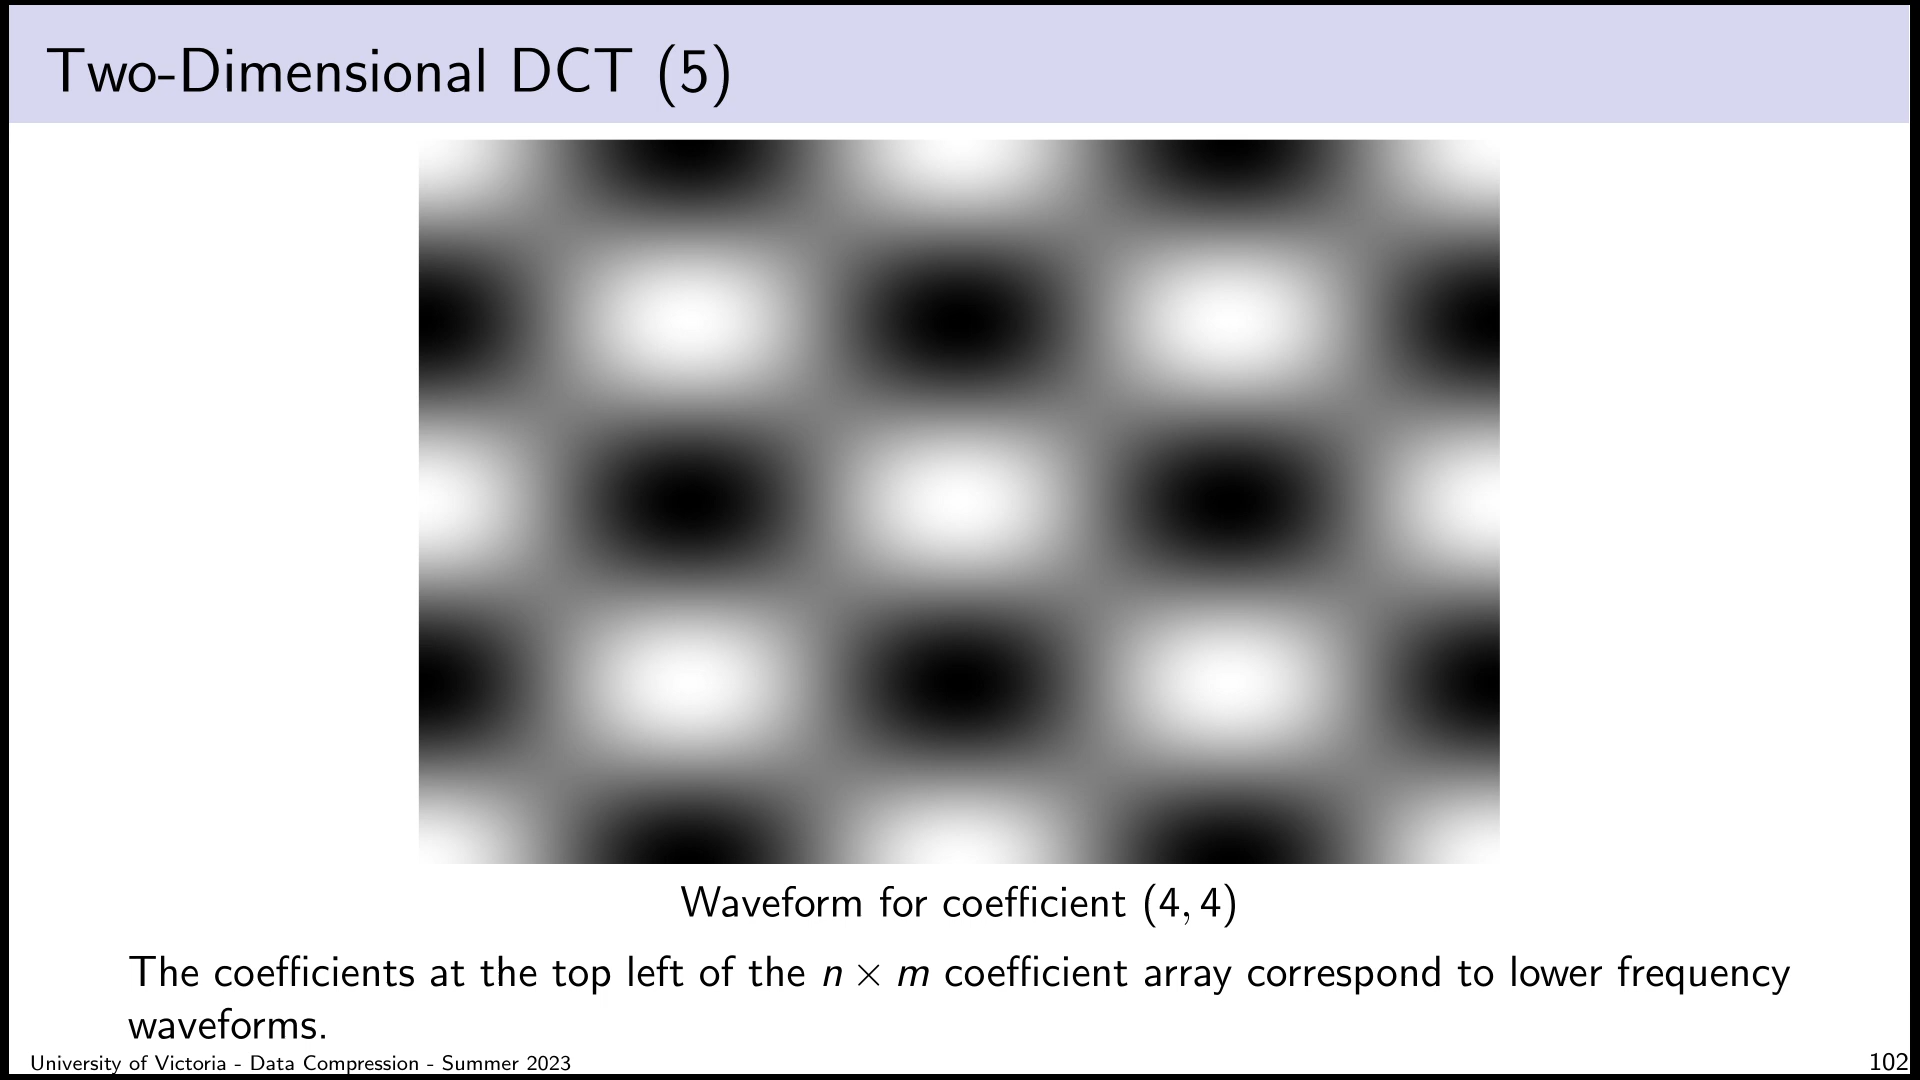 Two-Dimensional DCT (5)
Waveform for coefficient (4, 4)
The coefficients at the top left of the n × m coefficient array correspond to lower frequency
waveforms.
University of Victoria - Data Compression - Summer 2023
102